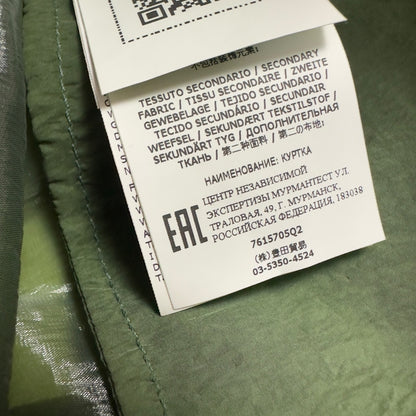 不包括装饰元素!
TESSUTO SECONDARIO / SECONDARY
FABRIC / TISSU SECONDAIRE / ZWEITE
GEWEBELAGE / TEJIDO SECUNDARIO /
TECIDO SECUNDÁRIO / SECUNDAIR
WEEFSEL / SEKUNDÆRT TEKSTILSTOF /
SEKUNDÄRT TYG / ДОПОЛНИТЕЛЬНАЯ
ТКАНЬ / 第二种面料 / 第二の布地!
НАИМЕНОВАНИЕ: КУРТКА
EAC
ЦЕНТР НЕЗАВИСИМОЙ
ЭКСПЕРТИЗЫ МУРМАНТЕСТ УЛ.
ТРАЛОВАЯ, 49, Г. МУРМАНСК,
РОССИЙСКАЯ ФЕДЕРАЦИЯ, 183038
7615705Q2
(株)豊田貿易
03-5350-4524